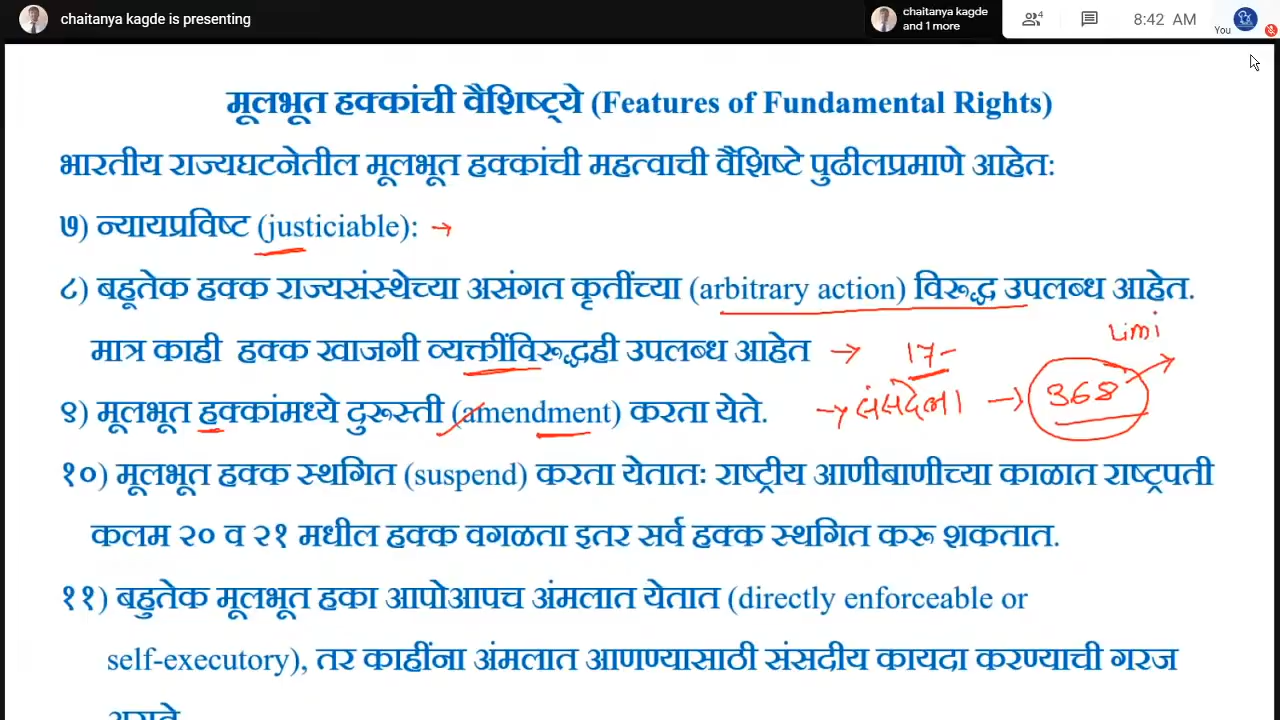 chaitanya kagde is presenting
chaitanya kagde
and 1 more
4
8:42 AM
You
मूलभूत हक्कांची वैशिष्ट्ये (Features of Fundamental Rights)
भारतीय राज्यघटनेतील मूलभूत हक्कांची महत्वाची वैशिष्टे पुढीलप्रमाणे आहेत:
७) न्यायप्रविष्ट (justiciable): →
८) बहूतेक हक्क राज्यसंस्थेच्या असंगत कृतींच्या (arbitrary action) विरूद्ध उपलब्ध आहेत.
limi
मात्र काही हक्क खाजगी व्यक्तींविरूद्धही उपलब्ध आहेत → 17-
९) मूलभूत हक्कांमध्ये दुरूस्ती (amendment) करता येते. → → 368
१०) मूलभूत हक्क स्थगित (suspend) करता येतात: राष्ट्रीय आणीबाणीच्या काळात राष्ट्रपती
कलम २० व २१ मधील हक्क वगळता इतर सर्व हक्क स्थगित करू शकतात.
११) बहुतेक मूलभूत हका आपोआपच अंमलात येतात (directly enforceable or
self-executory), तर काहींना अंमलात आणण्यासाठी संसदीय कायदा करण्याची गरज